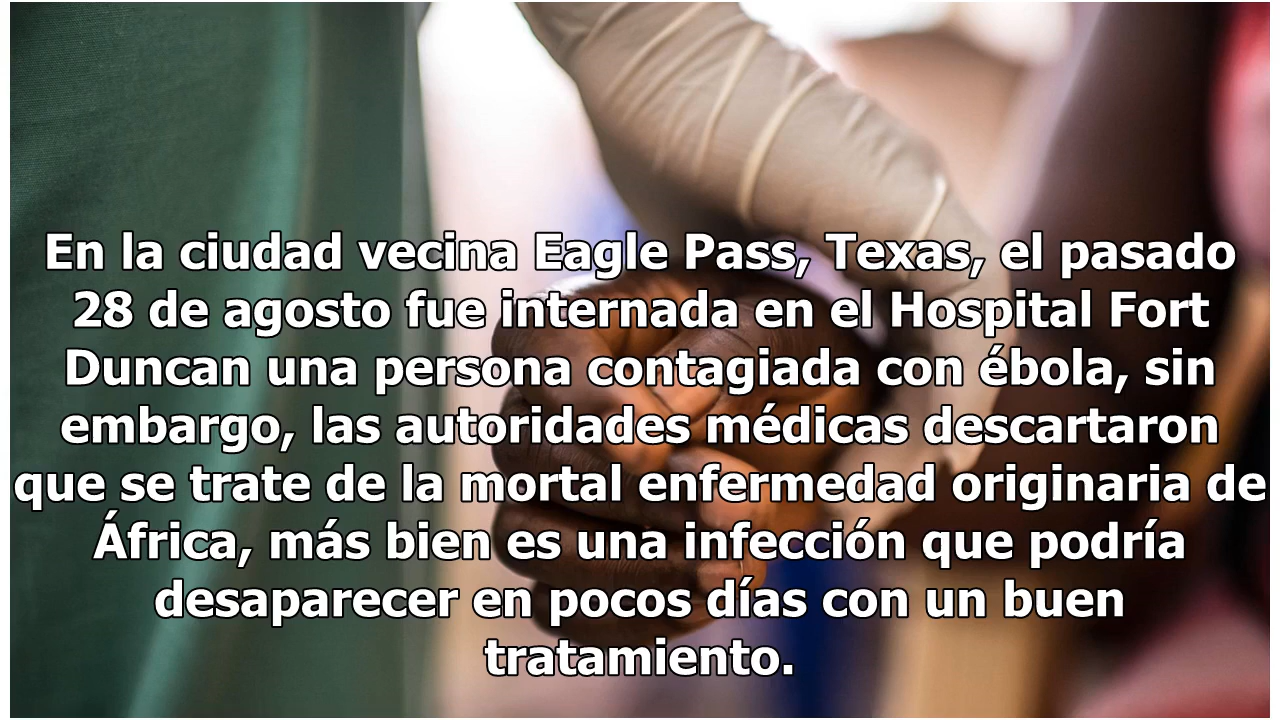 En la ciudad vecina Eagle Pass, Texas, el pasado
28 de agosto fue internada en el Hospital Fort
Duncan una persona contagiada con ébola, sin
embargo, las autoridades médicas descartaron
que se trate de la mortal enfermedad originaria de
África, más bien es una infección que podría
desaparecer en pocos días con un buen
tratamiento.